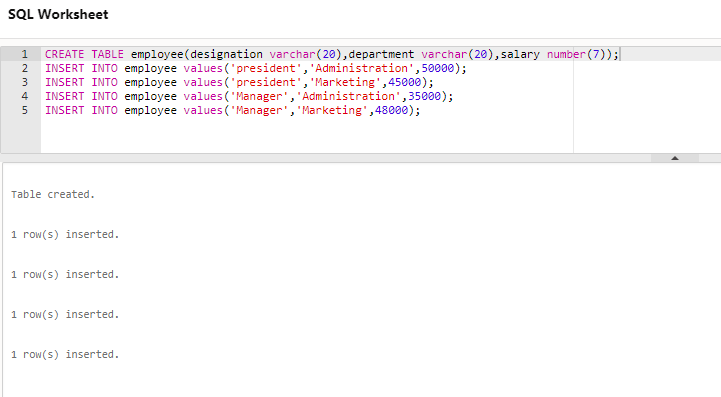 SQL Worksheet
1 CREATE TABLE employee(designation varchar(20),department varchar(20),salary number(7));
2 INSERT INTO employee values('president','Administration',50000);
3 INSERT INTO employee values('president','Marketing',45000);
4 INSERT INTO employee values('Manager','Administration',35000);
5 INSERT INTO employee values('Manager','Marketing',48000);
Table created.
1 row(s) inserted.
1 row(s) inserted.
1 row(s) inserted.
1 row(s) inserted.